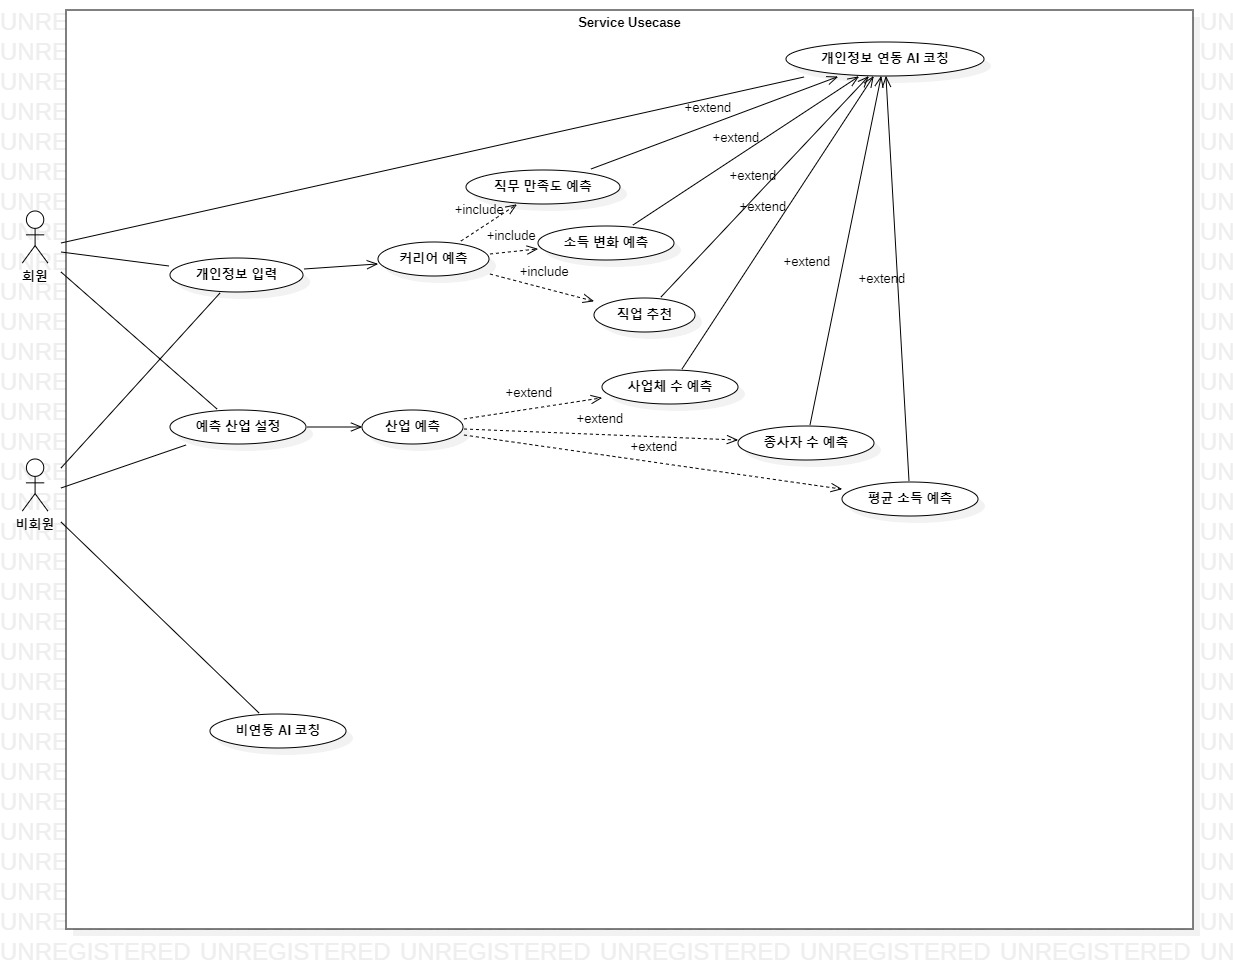 Service Usecase
개인정보 연동 AI 코칭
+extend
+extend
+extend
+extend
+extend
+extend
직무 만족도 예측
+include
+include
+include
소득 변화 예측
커리어 예측
개인정보 입력
회원
직업 추천
사업체 수 예측
+extend
+extend
+extend
예측 산업 설정
산업 예측
종사자 수 예측
평균 소득 예측
비회원
비연동 AI 코칭
UNREGISTERED UNREGISTERED UNREGISTERED UNREGISTERED UNREGISTERED UNREGISTERED UN